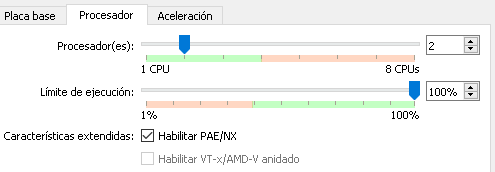 Placa base Procesador Aceleración
Procesador(es): 2
1 CPU 8 CPUs
Límite de ejecución: 100%
1% 100%
Características extendidas: Habilitar PAE/NX
Habilitar VT-x/AMD-V anidado